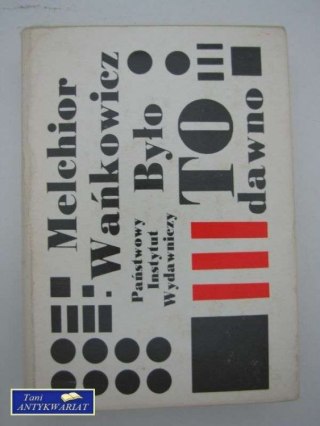 Melchior
Wańkowicz
Było
TO
dawno
Państwowy
Instytut
Wydawniczy
Tani
ANTYKWARIAT